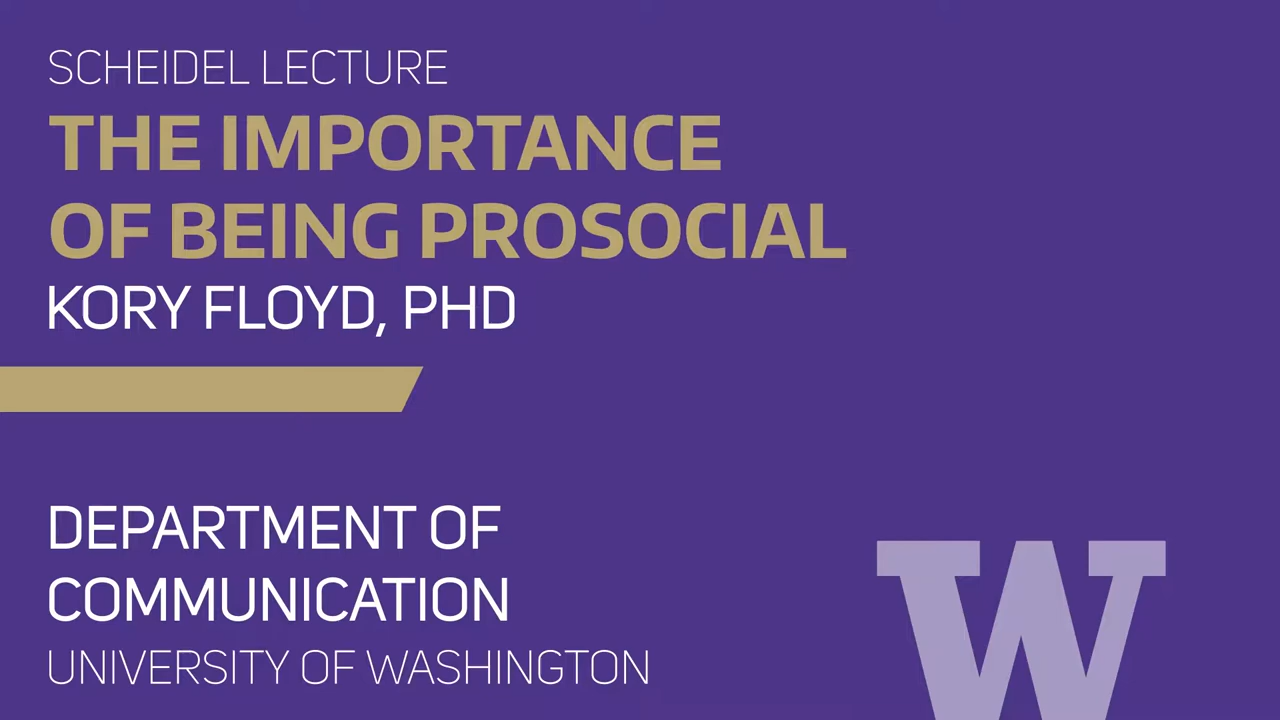 SCHEIDEL LECTURE
THE IMPORTANCE
OF BEING PROSOCIAL
KORY FLOYD, PHD
DEPARTMENT OF
COMMUNICATION
UNIVERSITY OF WASHINGTON
W